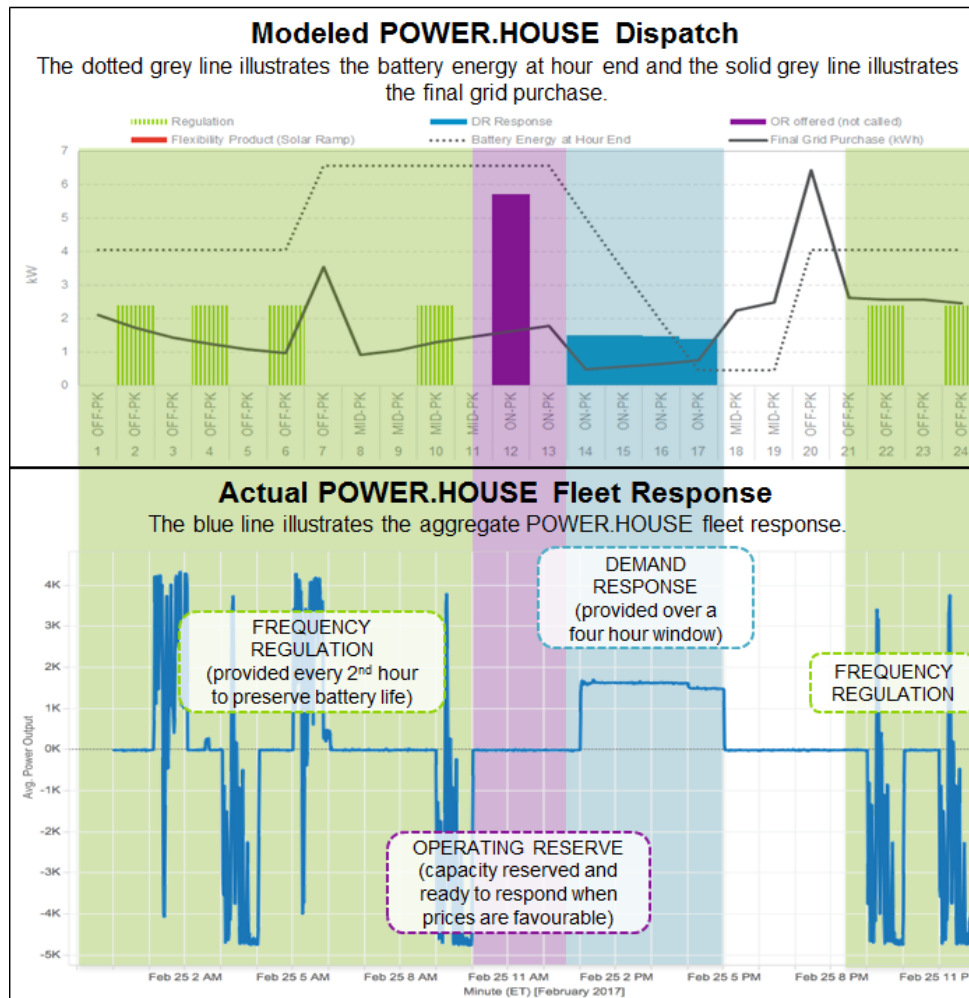 Modeled POWER.HOUSE Dispatch
The dotted grey line illustrates the battery energy at hour end and the solid grey line illustrates
the final grid purchase.
Regulation DR Response OR offered (not called)
Flexibility Product (Solar Ramp) Battery Energy at Hour End Final Grid Purchase (kWh)
7
6
5
4
3
2
1
0
kW
OFF-PK OFF-PK OFF-PK OFF-PK OFF-PK OFF-PK OFF-PK MID-PK MID-PK MID-PK MID-PK ON-PK ON-PK ON-PK ON-PK ON-PK ON-PK MID-PK MID-PK OFF-PK OFF-PK OFF-PK OFF-PK OFF-PK
1 2 3 4 5 6 7 8 9 10 11 12 13 14 15 16 17 18 19 20 21 22 23 24
Actual POWER.HOUSE Fleet Response
The blue line illustrates the aggregate POWER.HOUSE fleet response.
DEMAND
RESPONSE
(provided over a
four hour window)
FREQUENCY
REGULATION
(provided every 2nd hour
to preserve battery life)
FREQUENCY
REGULATION
OPERATING RESERVE
(capacity reserved and
ready to respond when
prices are favourable)
4K
3K
2K
1K
0K
-1K
-2K
-3K
-4K
-5K
Avg. Power Output
Feb 25 2 AM Feb 25 5 AM Feb 25 8 AM Feb 25 11 AM Feb 25 2 PM Feb 25 5 PM Feb 25 8 PM Feb 25 11 P
Minute (ET) [February 2017]